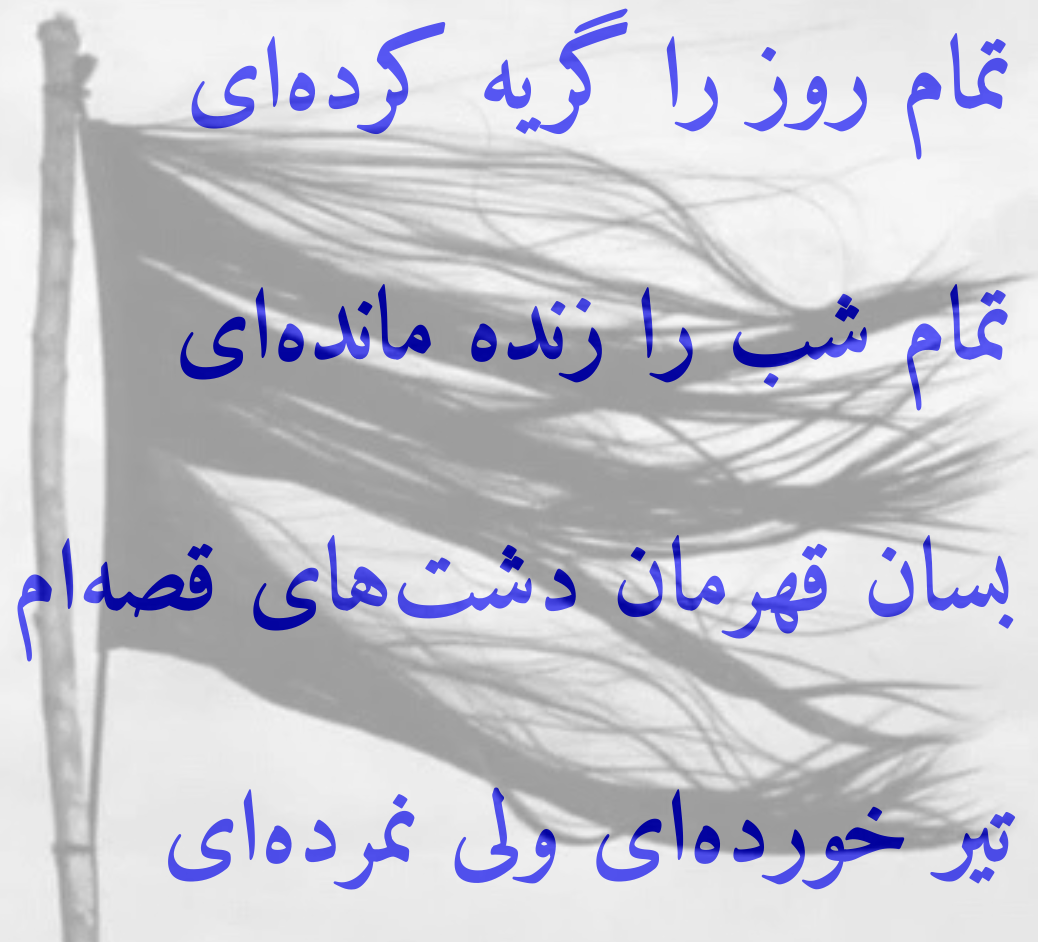 تمام روز را گریه کرده‌ای
تمام شب را زنده مانده‌ای
بسان قهرمان دشت‌های قصه‌ام
تیر خورده‌ای ولی نمرده‌ای